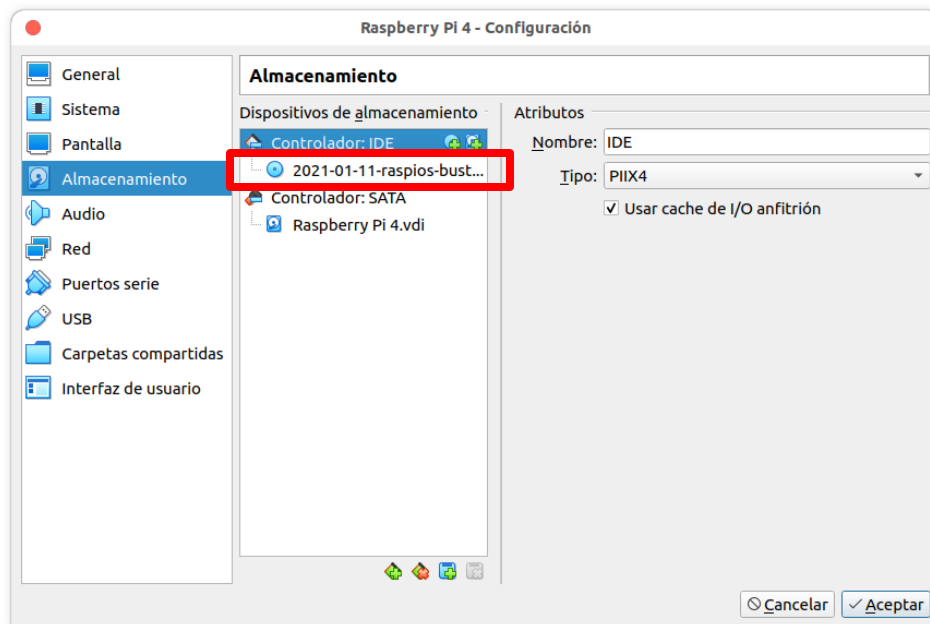 Raspberry Pi 4 - Configuración
General
Sistema
Pantalla
Almacenamiento
Audio
Red
Puertos serie
USB
Carpetas compartidas
Interfaz de usuario
Almacenamiento
Dispositivos de almacenamiento
Controlador: IDE
2021-01-11-raspios-bust...
Controlador: SATA
Raspberry Pi 4.vdi
Atributos
Nombre: IDE
Tipo: PIIX4
Usar cache de I/O anfitrión
Cancelar
Aceptar